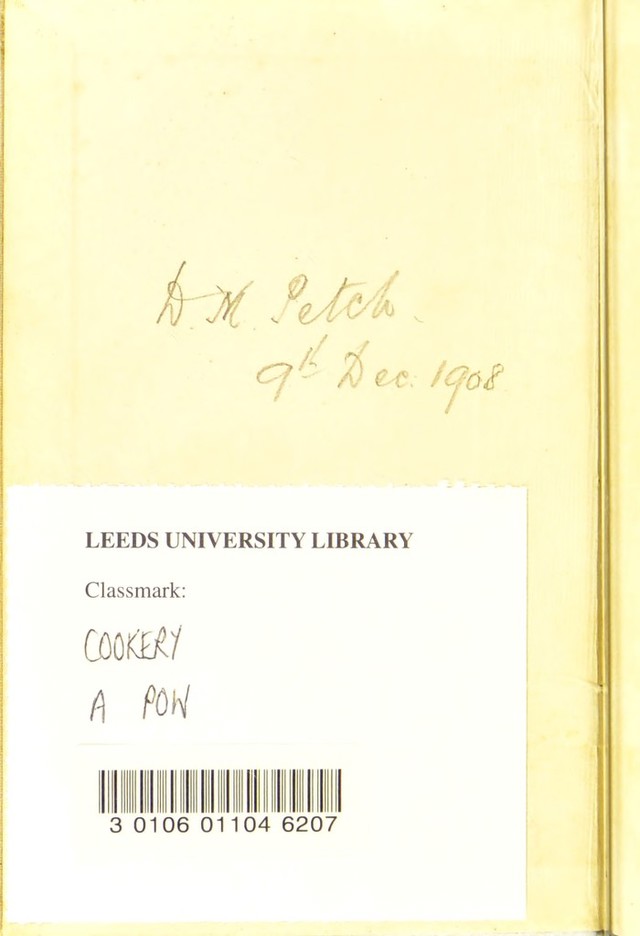 D. M. Petch.
9th Dec. 1908
LEEDS UNIVERSITY LIBRARY
Classmark:
COOKERY
A POW
3 0106 01104 6207